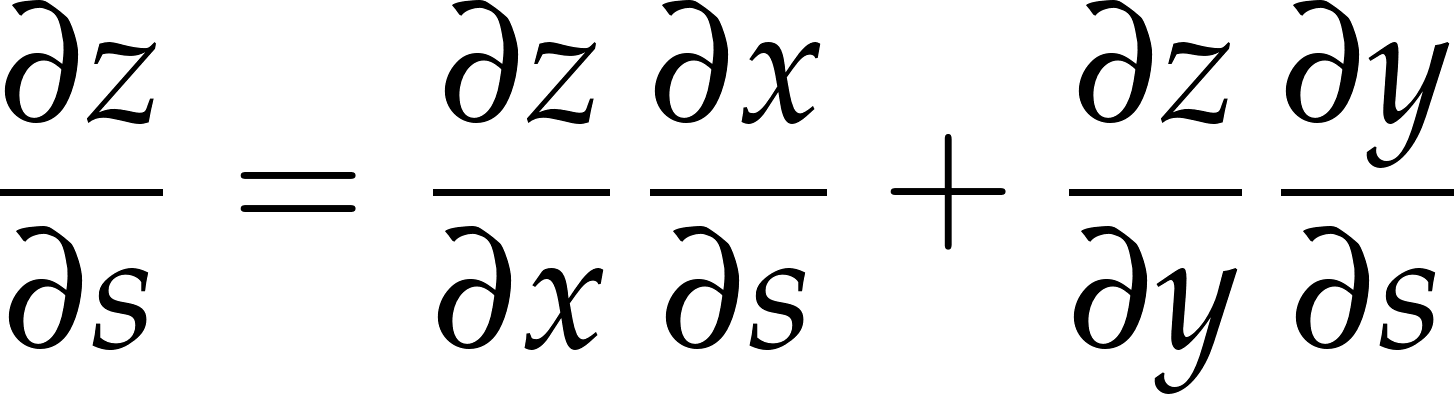 ∂z/∂s = ∂z/∂x ∂x/∂s + ∂z/∂y ∂y/∂s